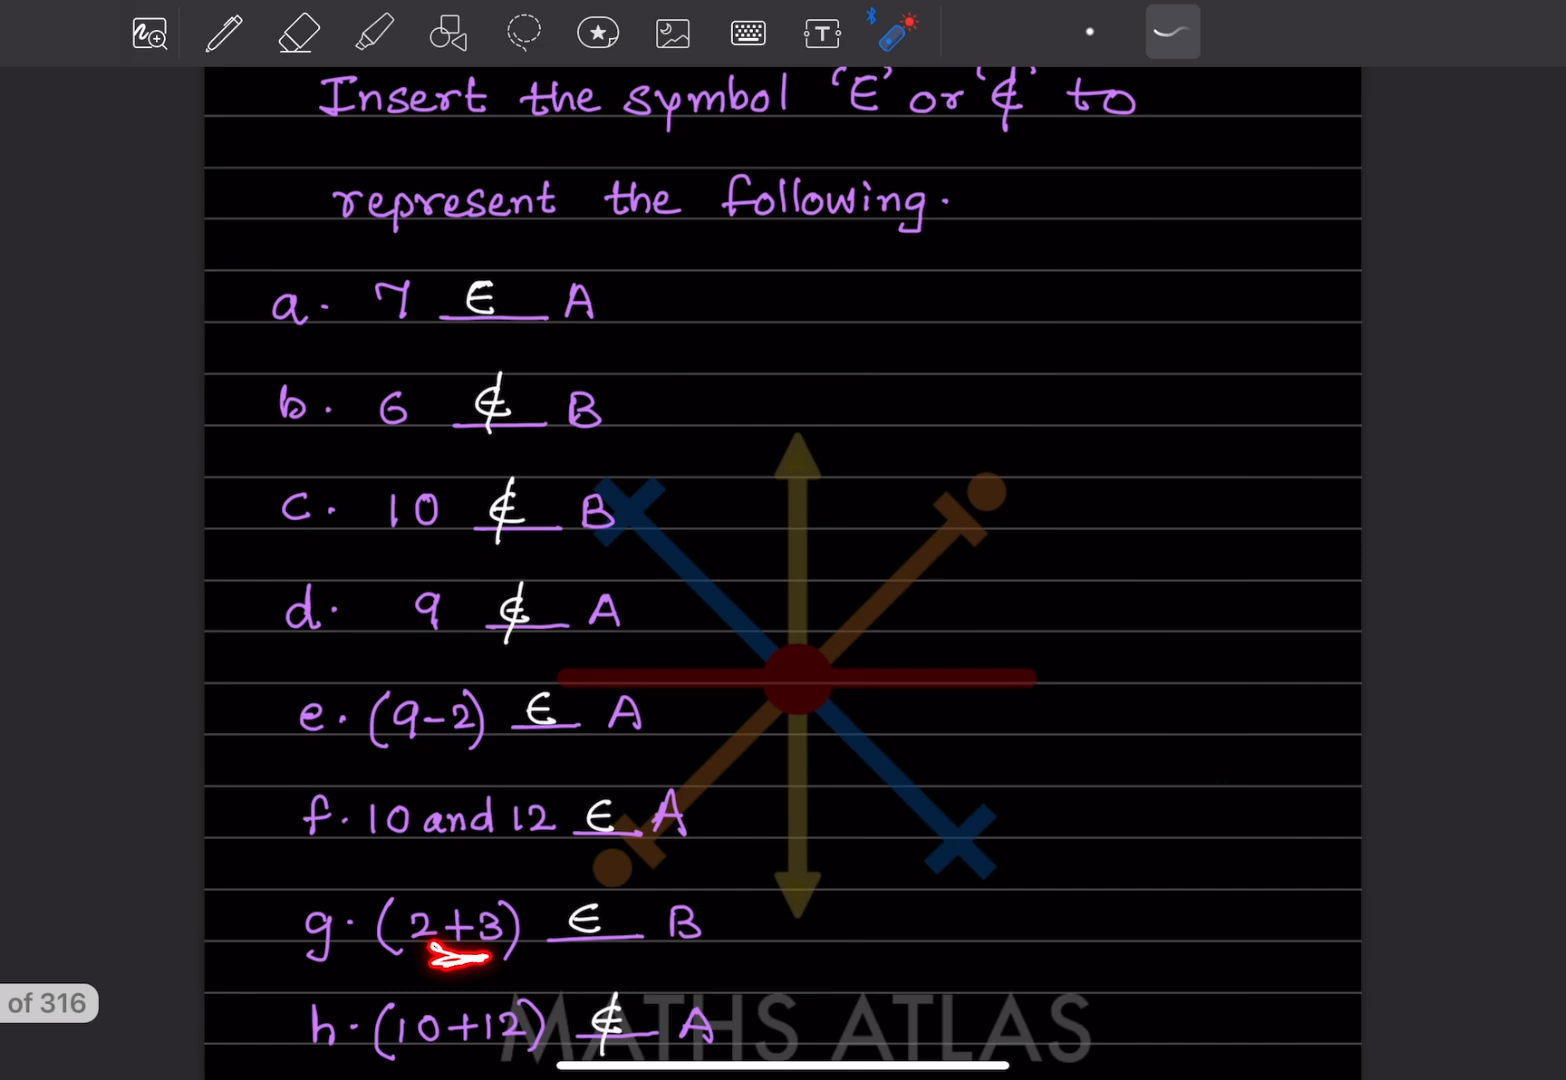 Insert the symbol '∈' or '∉' to
represent the following.
a. 7 ∈ A
b. 6 ∉ B
c. 10 ∉ B
d. 9 ∉ A
e. (9-2) ∈ A
f. 10 and 12 ∈ A
g. (2+3) ∈ B
h. (10+12) ∉ A
MATHS ATLAS
of 316